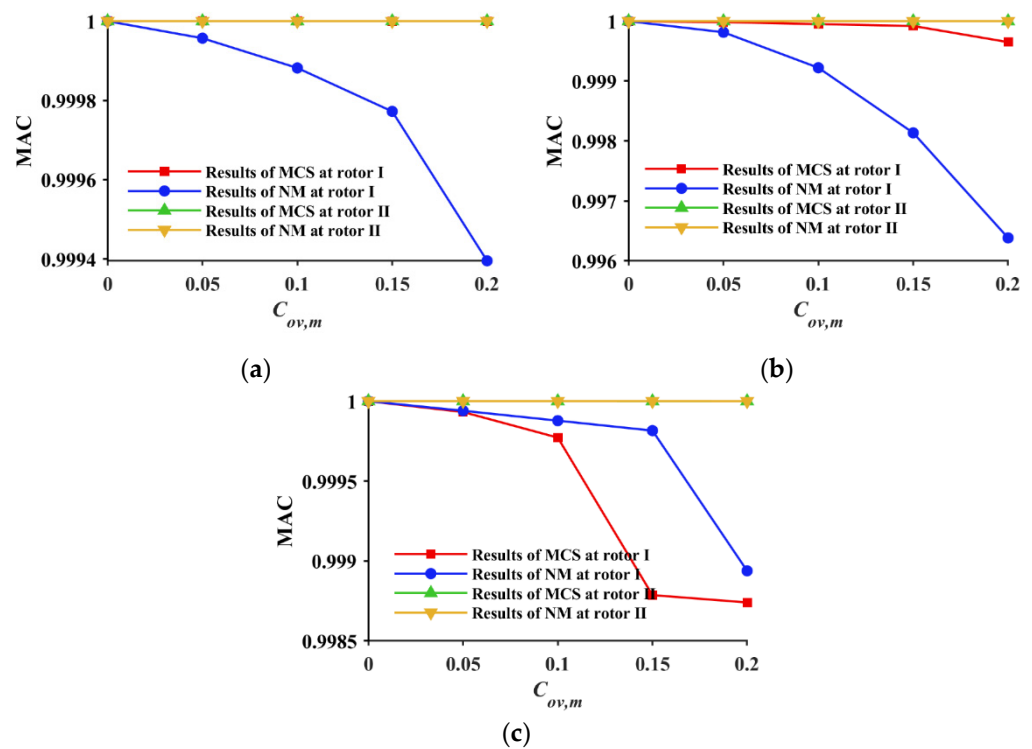 1
0.9998
0.9996
0.9994
MAC
Results of MCS at rotor I
Results of NM at rotor I
Results of MCS at rotor II
Results of NM at rotor II
0 0.05 0.1 0.15 0.2
C_ov,m
(a)
1
0.999
0.998
0.997
0.996
MAC
Results of MCS at rotor I
Results of NM at rotor I
Results of MCS at rotor II
Results of NM at rotor II
0 0.05 0.1 0.15 0.2
C_ov,m
(b)
1
0.9995
0.999
0.9985
MAC
Results of MCS at rotor I
Results of NM at rotor I
Results of MCS at rotor II
Results of NM at rotor II
0 0.05 0.1 0.15 0.2
C_ov,m
(c)